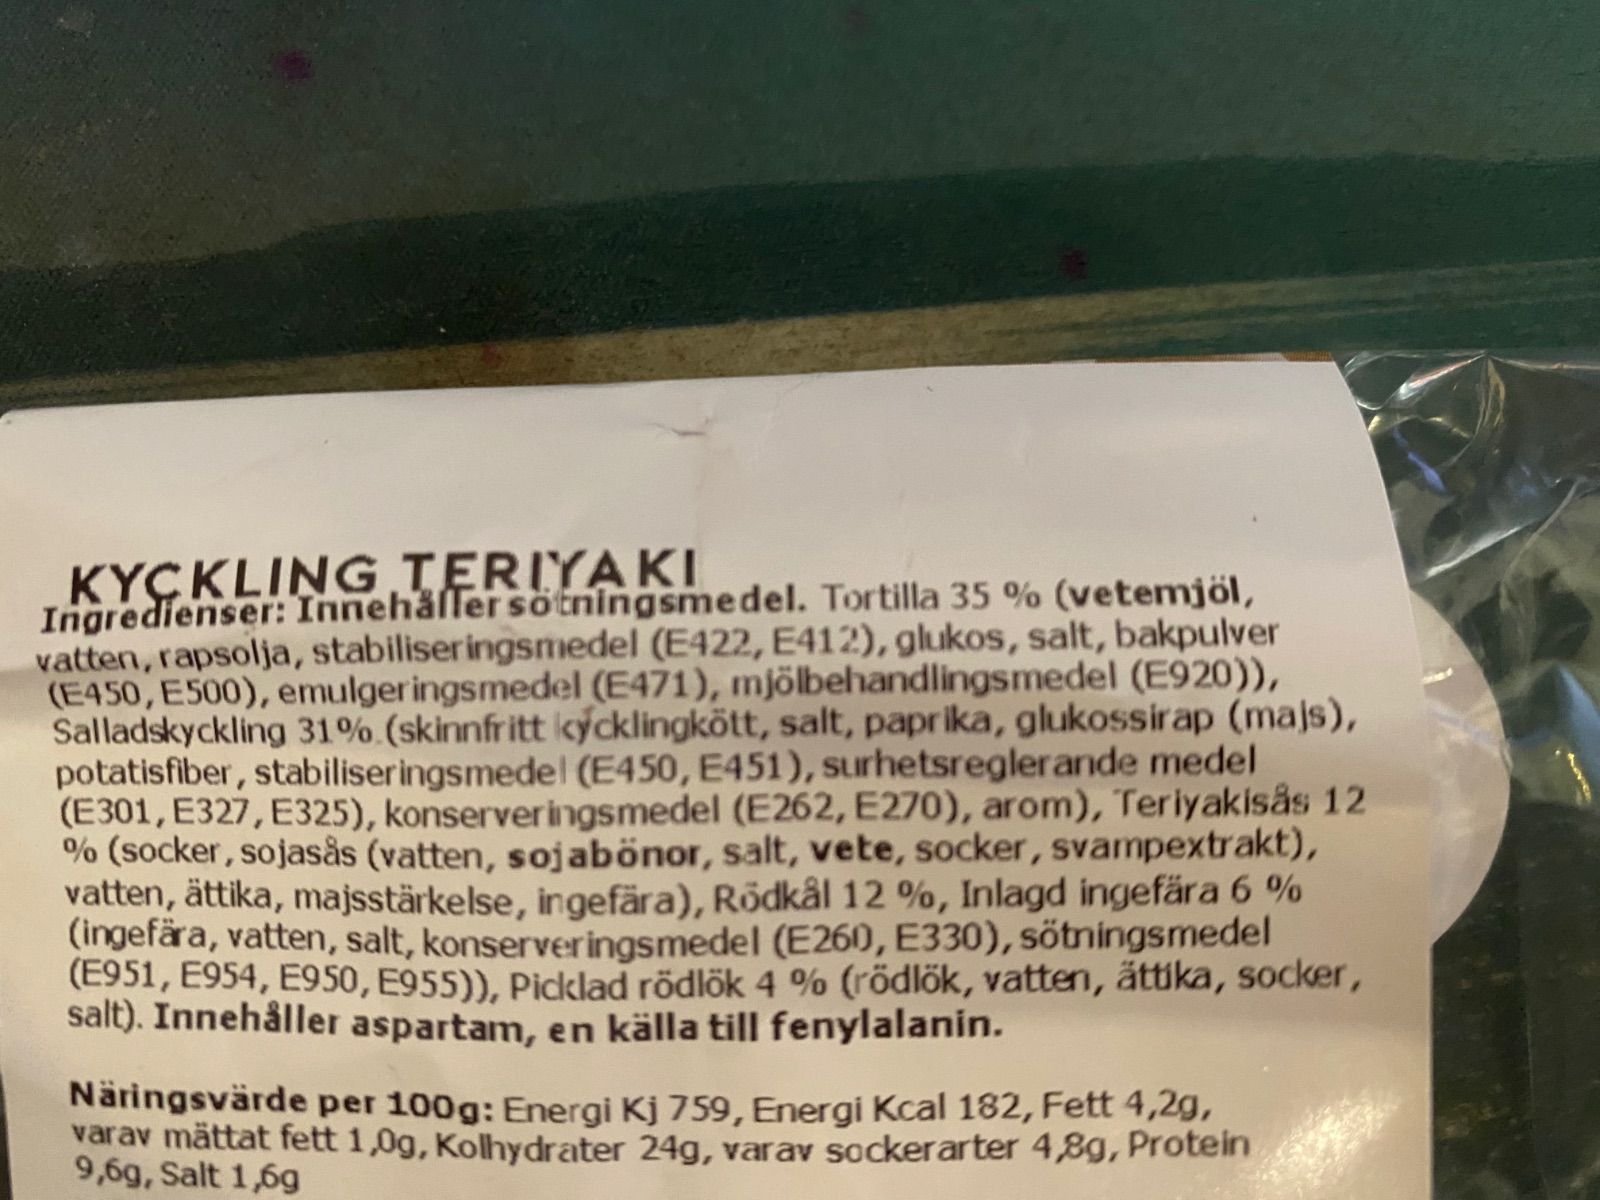 KYCKLING TERIYAKI
Ingredienser: Innehåller sötningsmedel. Tortilla 35 % (vetemjöl,
vatten, rapsolja, stabiliseringsmedel (E422, E412), glukos, salt, bakpulver
(E450, E500), emulgeringsmedel (E471), mjölbehandlingsmedel (E920)),
Salladskyckling 31% (skinnfritt kycklingkött, salt, paprika, glukossirap (majs),
potatisfiber, stabiliseringsmedel (E450, E451), surhetsreglerande medel
(E301, E327, E325), konserveringsmedel (E262, E270), arom), Teriyakisås 12
% (socker, sojasås (vatten, sojabönor, salt, vete, socker, svampextrakt),
vatten, ättika, majsstärkelse, ingefära), Rödkål 12 %, Inlagd ingefära 6 %
(ingefära, vatten, salt, konserveringsmedel (E260, E330), sötningsmedel
(E951, E954, E950, E955)), Picklad rödlök 4 % (rödlök, vatten, ättika, socker,
salt). Innehåller aspartam, en källa till fenylalanin.
Näringsvärde per 100g: Energi Kj 759, Energi Kcal 182, Fett 4,2g,
varav mättat fett 1,0g, Kolhydrater 24g, varav sockerarter 4,8g, Protein
9,6g, Salt 1,6g